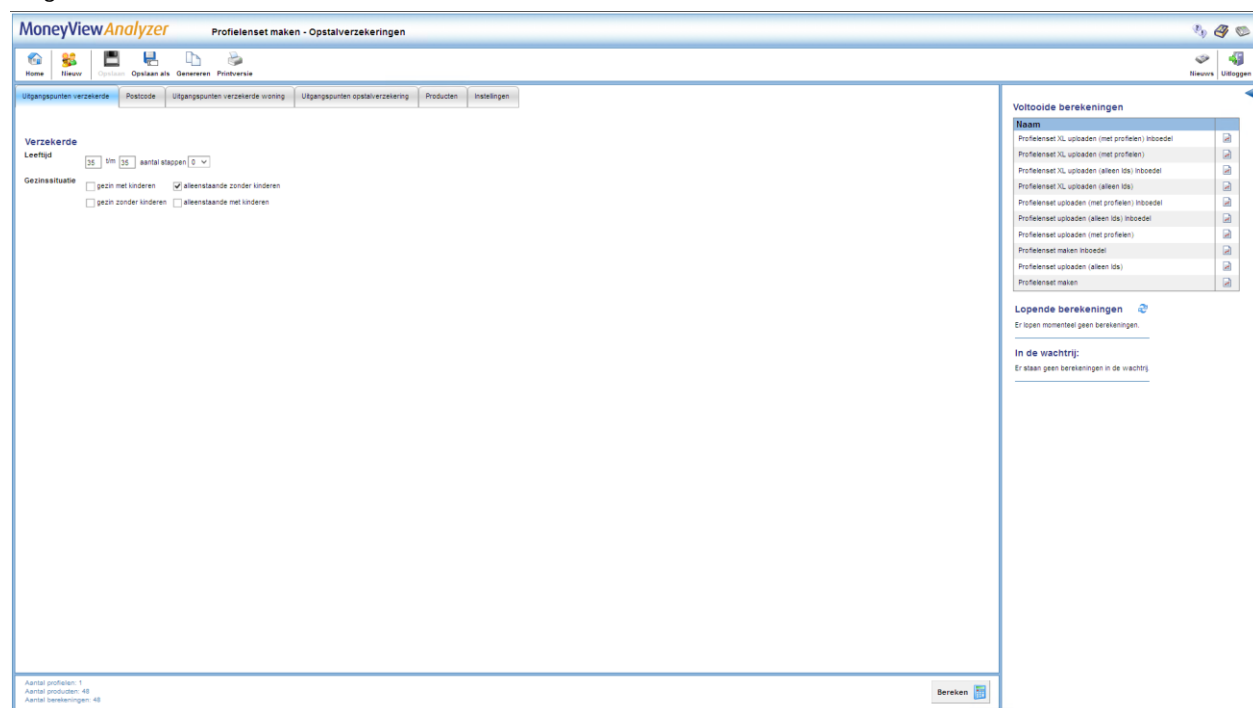 MoneyViewAnalyzer
Profielenset maken - Opstalverzekeringen
Home Nieuw Opslaan Opslaan als Genereren Printversie
Nieuws Uitloggen
Uitgangspunten verzekerde Postcode Uitgangspunten verzekerde woning Uitgangspunten opstalverzekering Producten Instellingen
Verzekerde
Leeftijd 35 t/m 35 aantal stappen 0
Gezinssituatie gezin met kinderen alleenstaande zonder kinderen
gezin zonder kinderen alleenstaande met kinderen
Voltooide berekeningen
Naam
Profielenset XL uploaden (met profielen) Inboedel
Profielenset XL uploaden (met profielen)
Profielenset XL uploaden (alleen Ids) Inboedel
Profielenset XL uploaden (alleen Ids)
Profielenset uploaden (met profielen) Inboedel
Profielenset uploaden (alleen Ids) Inboedel
Profielenset uploaden (met profielen)
Profielenset maken Inboedel
Profielenset uploaden (alleen Ids)
Profielenset maken
Lopende berekeningen
Er lopen momenteel geen berekeningen.
In de wachtrij:
Er staan geen berekeningen in de wachtrij.
Aantal profielen: 1
Aantal producten: 48
Aantal berekeningen: 48
Bereken